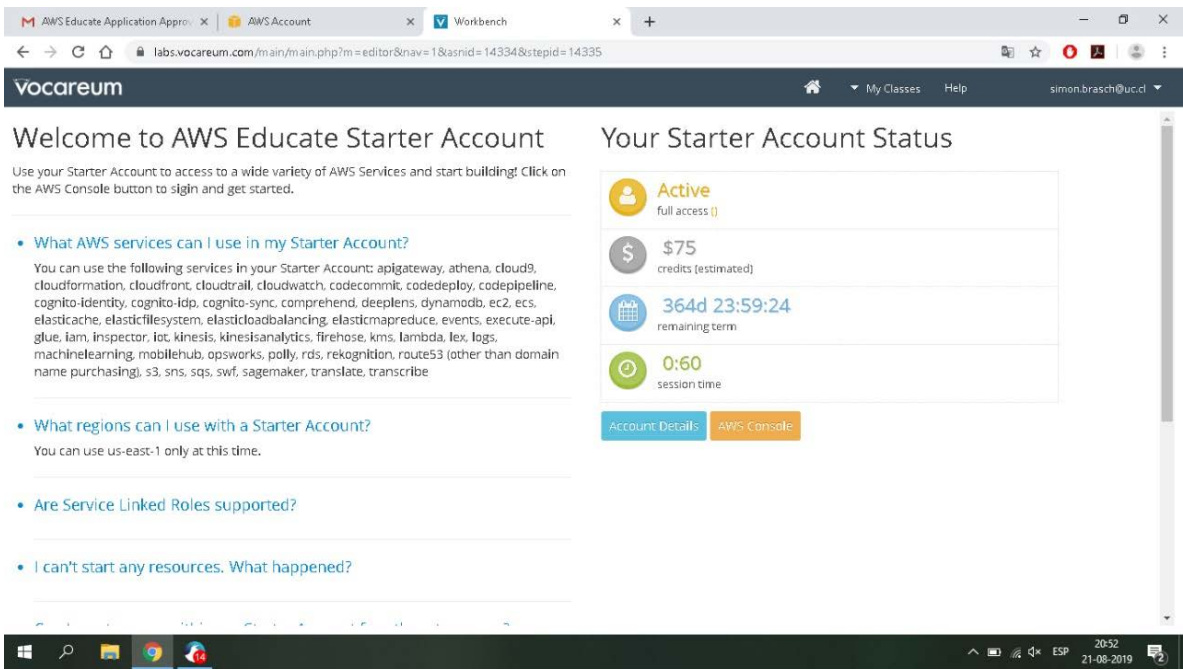 AWS Educate Application Approv
AWS Account
Workbench
labs.vocareum.com/main/main.php?m=editor&nav=1&asnid=14334&stepid=14335
vocareum
My Classes
Help
simon.brasch@uc.cl
Welcome to AWS Educate Starter Account
Use your Starter Account to access to a wide variety of AWS Services and start building! Click on
the AWS Console button to sigin and get started.
What AWS services can I use in my Starter Account?
You can use the following services in your Starter Account: apigateway, athena, cloud9,
cloudformation, cloudfront, cloudtrail, cloudwatch, codecommit, codedeploy, codepipeline,
cognito-identity, cognito-idp, cognito-sync, comprehend, deeplens, dynamodb, ec2, ecs,
elasticache, elasticfilesystem, elasticloadbalancing, elasticmapreduce, events, execute-api,
glue, iam, inspector, iot, kinesis, kinesisanalytics, firehose, kms, lambda, lex, logs,
machinelearning, mobilehub, opsworks, polly, rds, rekognition, route53 (other than domain
name purchasing), s3, sns, sqs, swf, sagemaker, translate, transcribe
What regions can I use with a Starter Account?
You can use us-east-1 only at this time.
Are Service Linked Roles supported?
I can't start any resources. What happened?
Your Starter Account Status
Active
full access ()
$75
credits (estimated)
364d 23:59:24
remaining term
0:60
session time
Account Details
AWS Console
14
ESP
20:52
21-08-2019
2